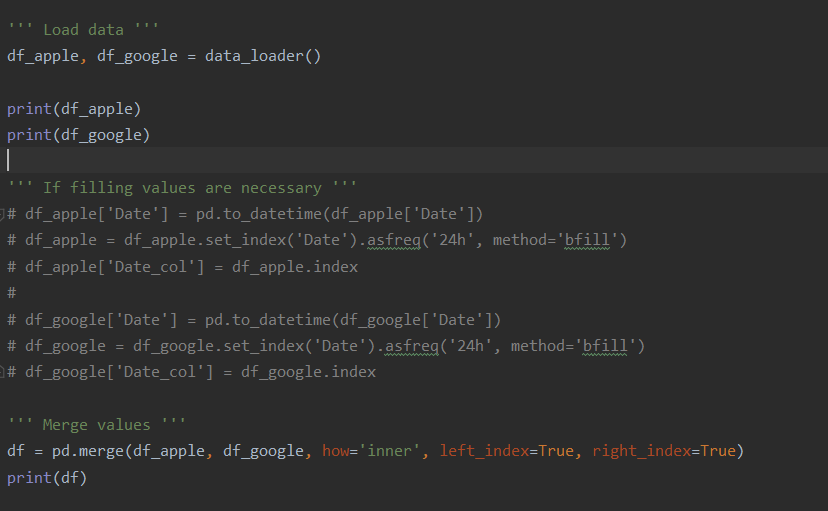 ''' Load data '''
df_apple, df_google = data_loader()
print(df_apple)
print(df_google)
''' If filling values are necessary '''
# df_apple['Date'] = pd.to_datetime(df_apple['Date'])
# df_apple = df_apple.set_index('Date').asfreq('24h', method='bfill')
# df_apple['Date_col'] = df_apple.index
#
# df_google['Date'] = pd.to_datetime(df_google['Date'])
# df_google = df_google.set_index('Date').asfreq('24h', method='bfill')
# df_google['Date_col'] = df_google.index
''' Merge values '''
df = pd.merge(df_apple, df_google, how='inner', left_index=True, right_index=True)
print(df)